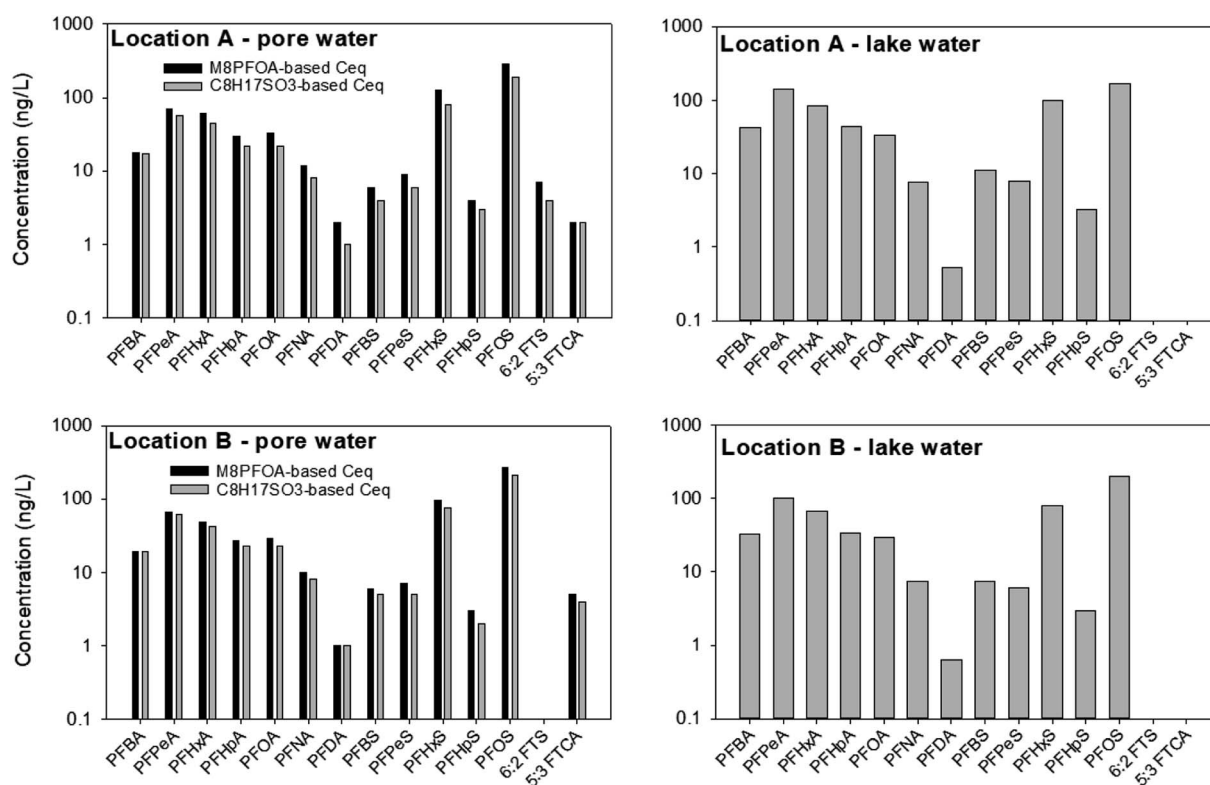 Location A - pore water
M8PFOA-based Ceq
C8H17SO3-based Ceq
Concentration (ng/L)
1000
100
10
1
0.1
PFBA
PFPeA
PFHxA
PFHpA
PFOA
PFNA
PFDA
PFBS
PFPeS
PFHxS
PFHpS
PFOS
6:2 FTS
5:3 FTCA
Location A - lake water
1000
100
10
1
0.1
PFBA
PFPeA
PFHxA
PFHpA
PFOA
PFNA
PFDA
PFBS
PFPeS
PFHxS
PFHpS
PFOS
6:2 FTS
5:3 FTCA
Location B - pore water
M8PFOA-based Ceq
C8H17SO3-based Ceq
Concentration (ng/L)
1000
100
10
1
0.1
PFBA
PFPeA
PFHxA
PFHpA
PFOA
PFNA
PFDA
PFBS
PFPeS
PFHxS
PFHpS
PFOS
6:2 FTS
5:3 FTCA
Location B - lake water
1000
100
10
1
0.1
PFBA
PFPeA
PFHxA
PFHpA
PFOA
PFNA
PFDA
PFBS
PFPeS
PFHxS
PFHpS
PFOS
6:2 FTS
5:3 FTCA